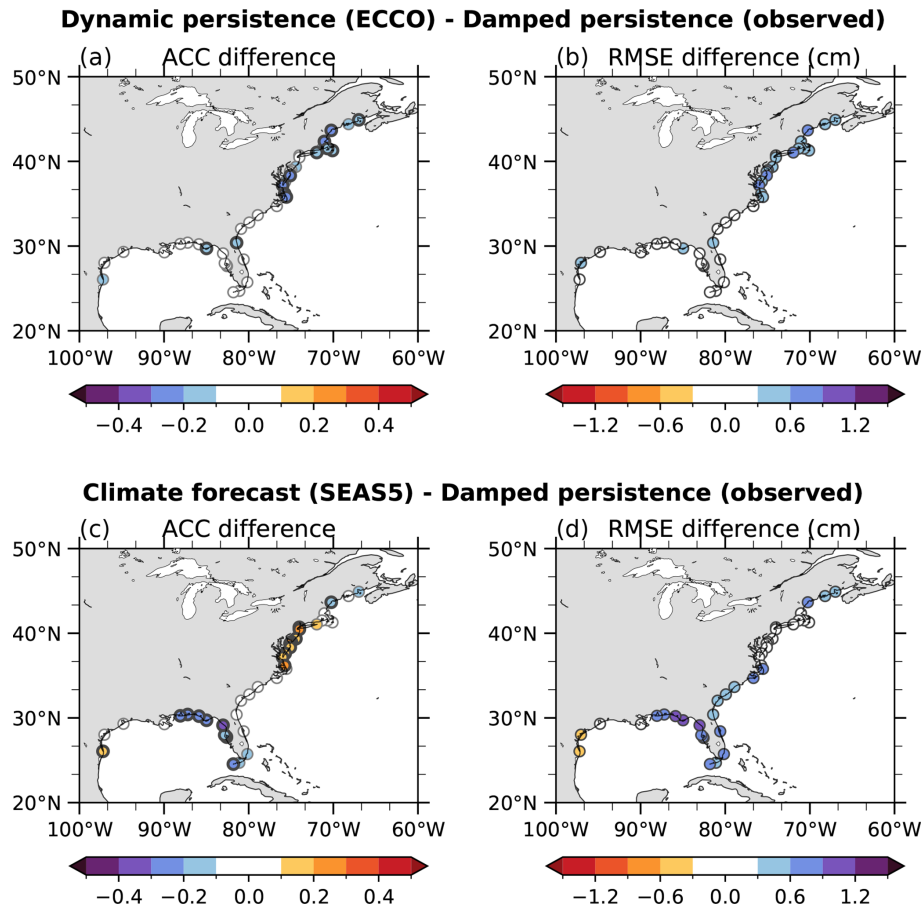 Dynamic persistence (ECCO) - Damped persistence (observed)
(a) ACC difference
(b) RMSE difference (cm)
50°N 50°N
40°N 40°N
30°N 30°N
20°N 20°N
100°W 90°W 80°W 70°W 60°W 100°W 90°W 80°W 70°W 60°W
−0.4 −0.2 0.0 0.2 0.4 −1.2 −0.6 0.0 0.6 1.2
Climate forecast (SEAS5) - Damped persistence (observed)
(c) ACC difference
(d) RMSE difference (cm)
50°N 50°N
40°N 40°N
30°N 30°N
20°N 20°N
100°W 90°W 80°W 70°W 60°W 100°W 90°W 80°W 70°W 60°W
−0.4 −0.2 0.0 0.2 0.4 −1.2 −0.6 0.0 0.6 1.2